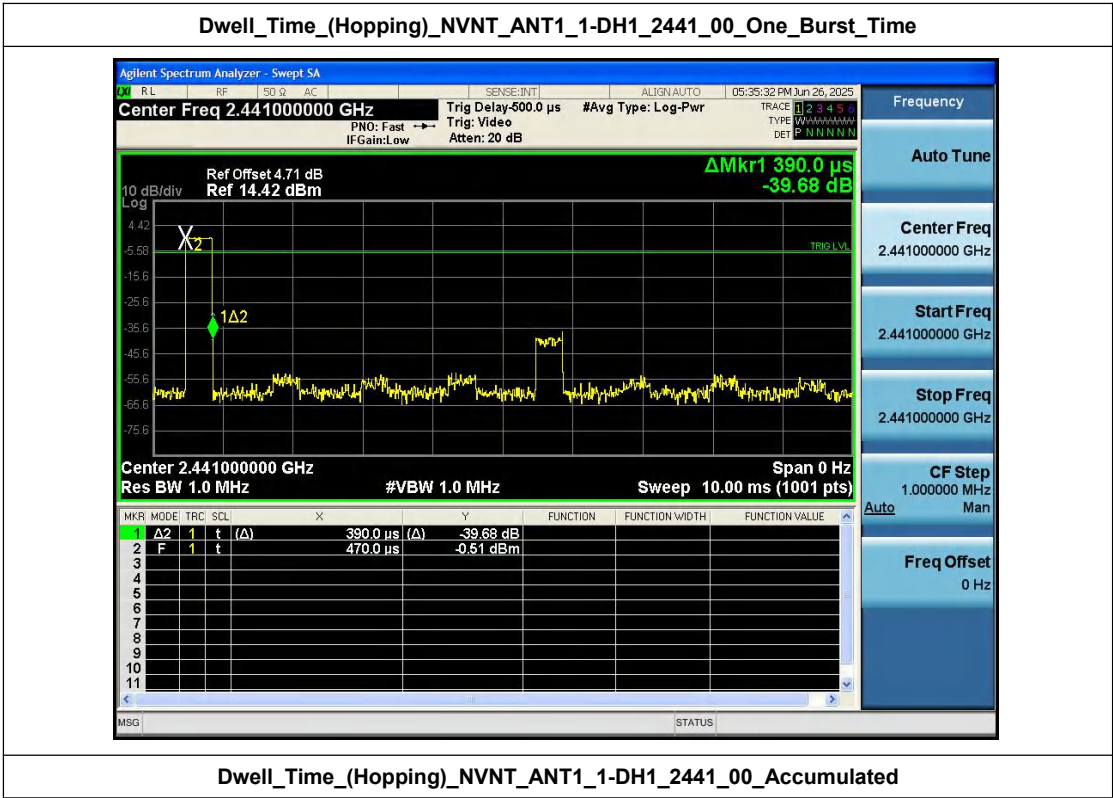 Dwell_Time_(Hopping)_NVNT_ANT1_1-DH1_2441_00_One_Burst_Time
Agilent Spectrum Analyzer - Swept SA
LXI RL RF 50 Ω AC SENSE:INT ALIGN AUTO 05:35:32 PM Jun 26, 2025
Center Freq 2.441000000 GHz
PNO: Fast
IFGain:Low
Trig Delay-500.0 µs
Trig: Video
Atten: 20 dB
#Avg Type: Log-Pwr
TRACE 1 2 3 4 5 6
TYPE W
DET P N N N N N
ΔMkr1 390.0 µs
-39.68 dB
Ref Offset 4.71 dB
10 dB/div Ref 14.42 dBm
Log
4.42
-5.58
-15.6
-25.6
-35.6
-45.6
-55.6
-65.6
-75.6
X2
TRIG LVL
1Δ2
Center 2.441000000 GHz Span 0 Hz
Res BW 1.0 MHz #VBW 1.0 MHz Sweep 10.00 ms (1001 pts)
MKR MODE TRC SCL X Y FUNCTION FUNCTION WIDTH FUNCTION VALUE
1 Δ2 1 t (Δ) 390.0 µs (Δ) -39.68 dB
2 F 1 t 470.0 µs -0.51 dBm
3
4
5
6
7
8
9
10
11
MSG STATUS
Frequency
Auto Tune
Center Freq
2.441000000 GHz
Start Freq
2.441000000 GHz
Stop Freq
2.441000000 GHz
CF Step
1.000000 MHz
Auto Man
Freq Offset
0 Hz
Dwell_Time_(Hopping)_NVNT_ANT1_1-DH1_2441_00_Accumulated